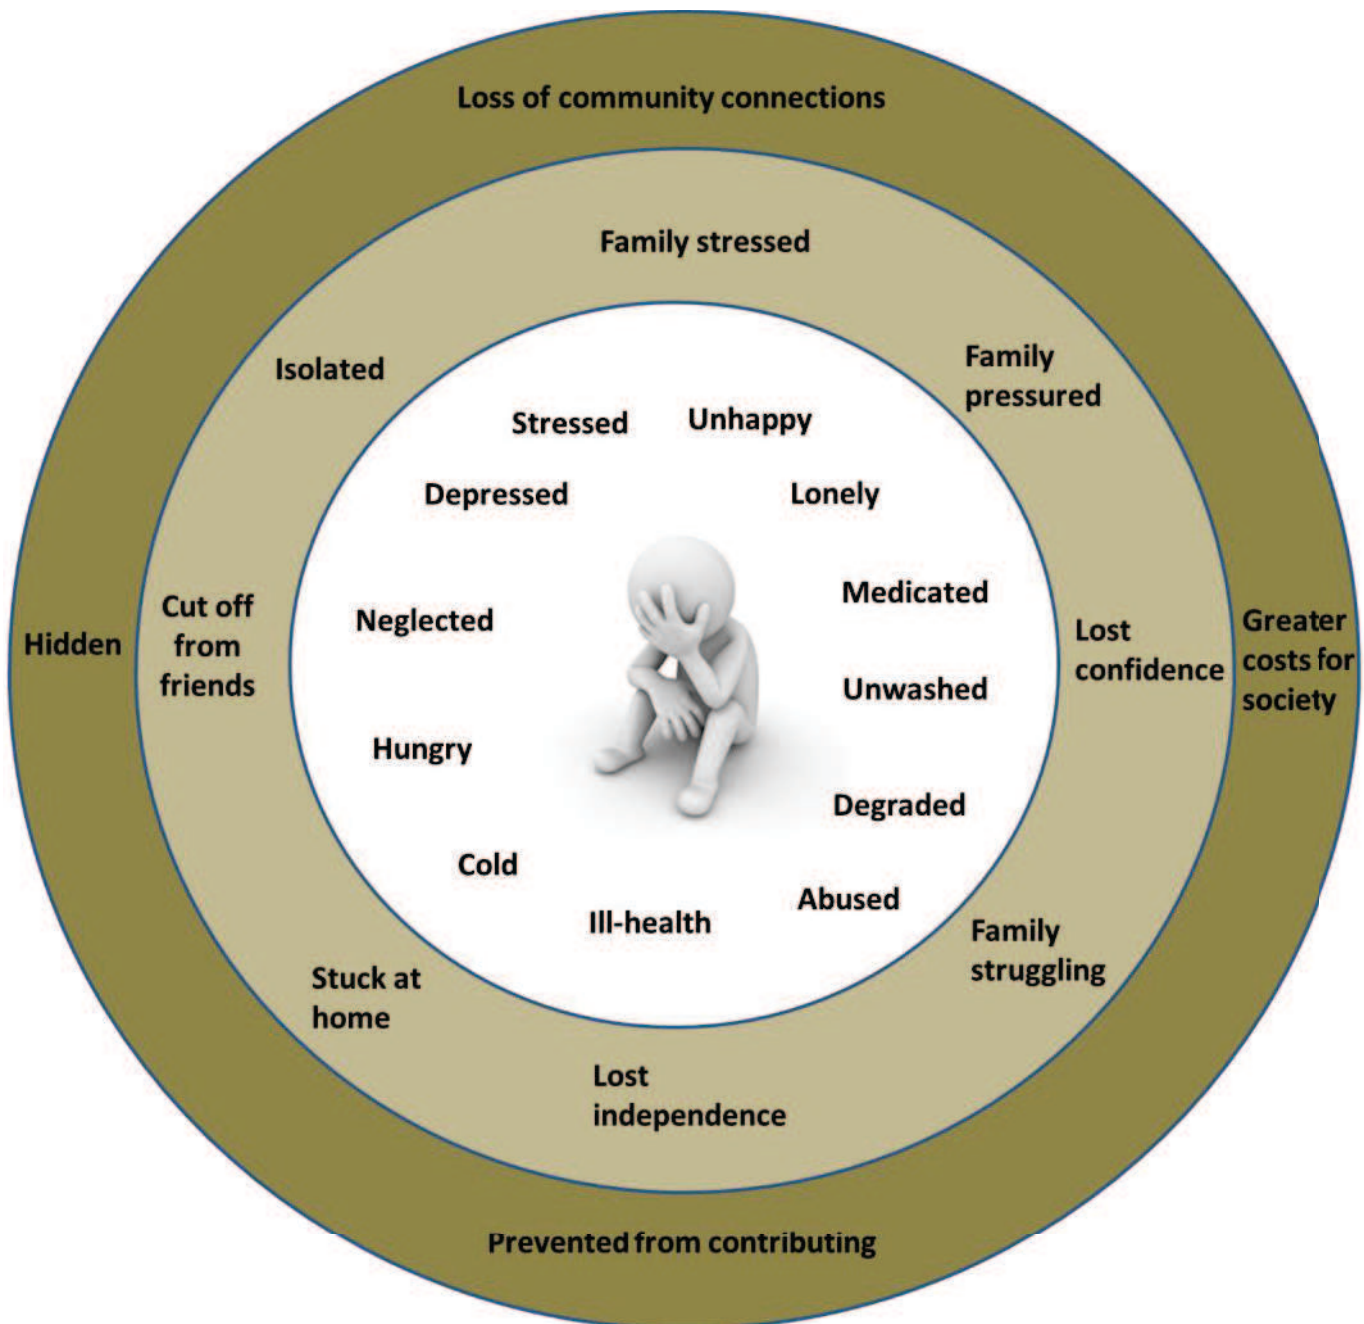 Loss of community connections
Family stressed
Isolated
Family
pressured
Stressed
Unhappy
Depressed
Lonely
Medicated
Neglected
Cut off
from
friends
Hidden
Lost
confidence
Greater
costs for
society
Unwashed
Hungry
Degraded
Cold
Abused
Ill-health
Family
struggling
Stuck at
home
Lost
independence
Prevented from contributing